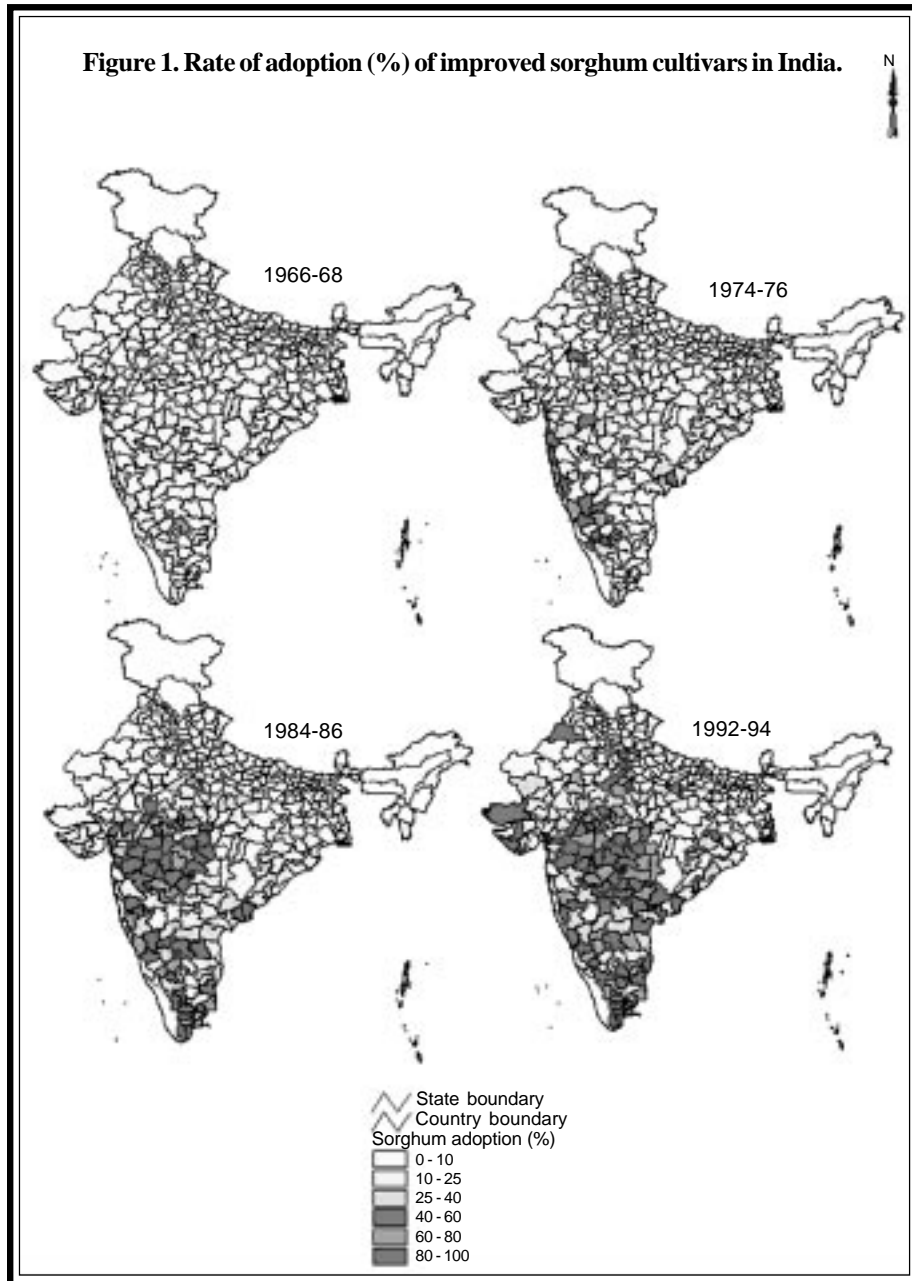 Figure 1. Rate of adoption (%) of improved sorghum cultivars in India.
N
1966-68
1974-76
1984-86
1992-94
State boundary
Country boundary
Sorghum adoption (%)
0 - 10
10 - 25
25 - 40
40 - 60
60 - 80
80 - 100